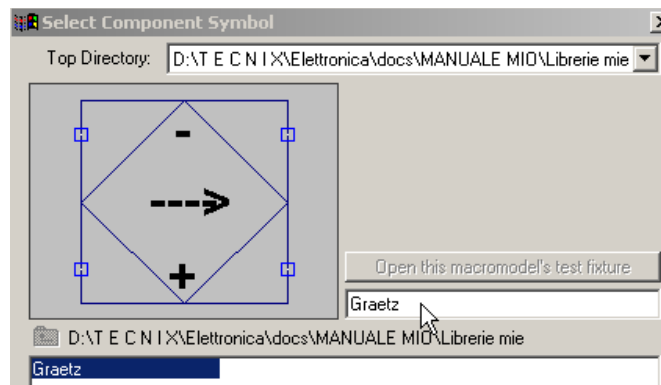 Select Component Symbol
Top Directory: D:\T E C N I X\Elettronica\docs\MANUALE MIO\Librerie mie
-
--->
+
Open this macromodel's test fixture
Graetz
D:\T E C N I X\Elettronica\docs\MANUALE MIO\Librerie mie
Graetz